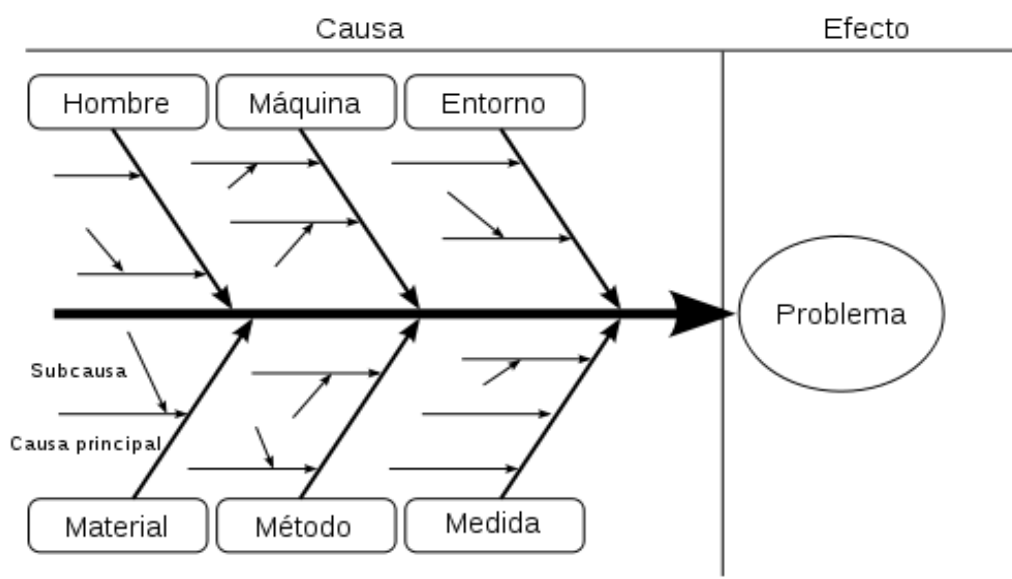 Causa
Efecto
Hombre
Máquina
Entorno
Problema
Subcausa
Causa principal
Material
Método
Medida